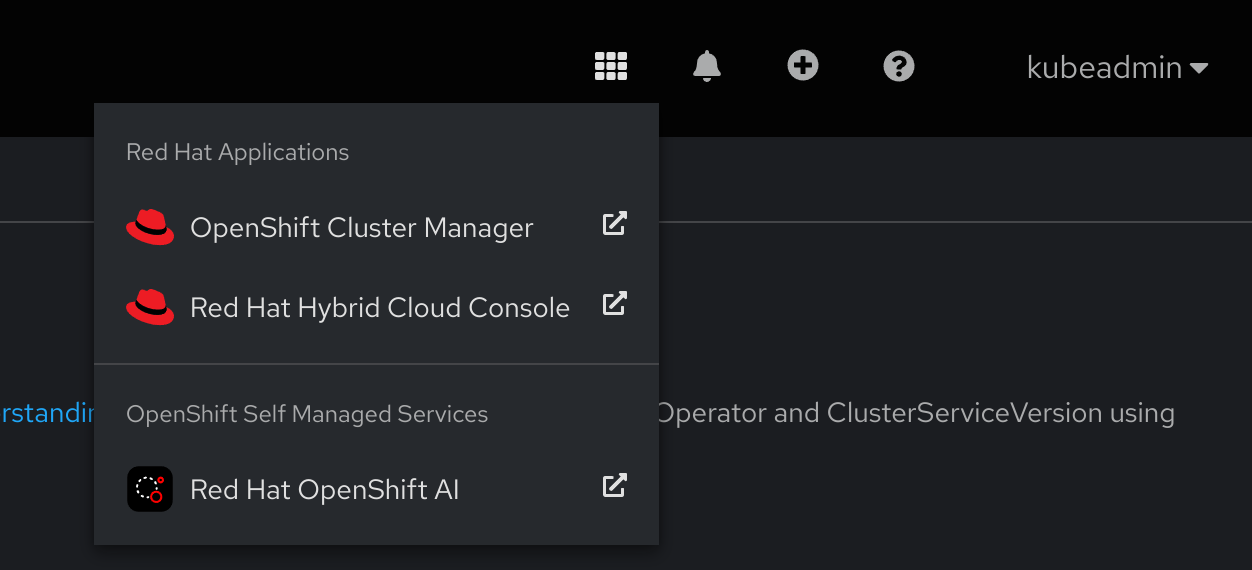 kubeadmin
Red Hat Applications
OpenShift Cluster Manager
Red Hat Hybrid Cloud Console
OpenShift Self Managed Services
Operator and ClusterServiceVersion using
Red Hat OpenShift AI